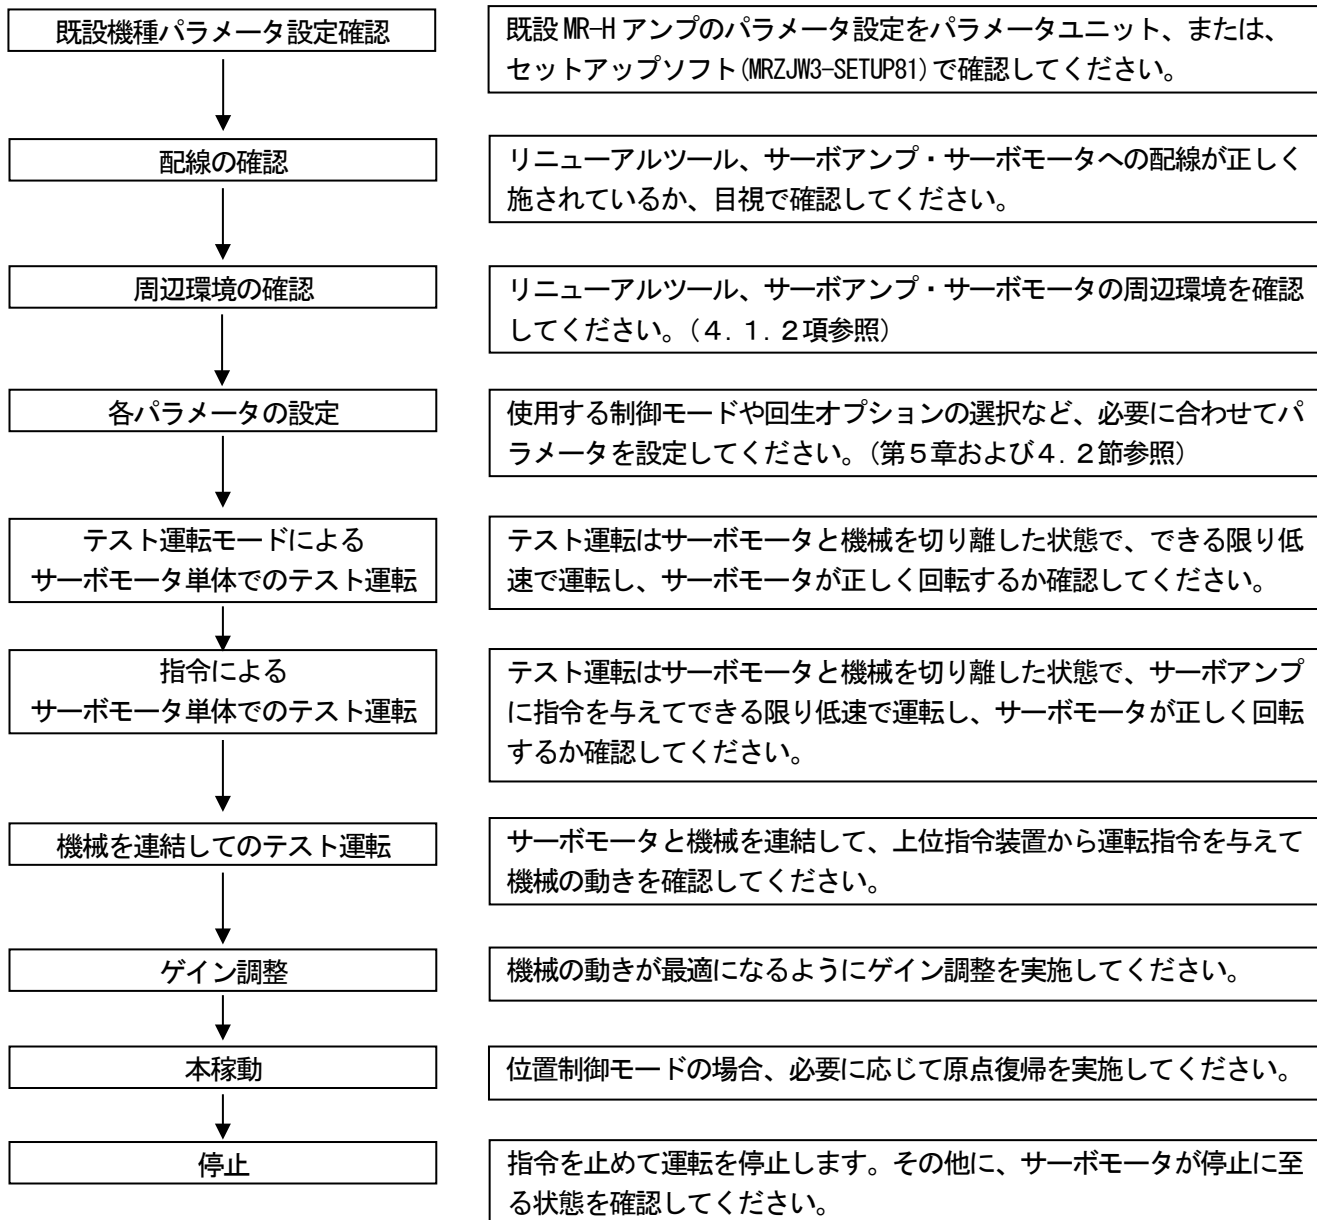 既設機種パラメータ設定確認
既設 MR-H アンプのパラメータ設定をパラメータユニット、または、
セットアップソフト(MRZJW3-SETUP81)で確認してください。
配線の確認
リニューアルツール、サーボアンプ・サーボモータへの配線が正しく
施されているか、目視で確認してください。
周辺環境の確認
リニューアルツール、サーボアンプ・サーボモータの周辺環境を確認
してください。(4.1.2項参照)
各パラメータの設定
使用する制御モードや回生オプションの選択など、必要に合わせてパ
ラメータを設定してください。(第5章および4.2節参照)
テスト運転モードによる
サーボモータ単体でのテスト運転
テスト運転はサーボモータと機械を切り離した状態で、できる限り低
速で運転し、サーボモータが正しく回転するか確認してください。
指令による
サーボモータ単体でのテスト運転
テスト運転はサーボモータと機械を切り離した状態で、サーボアンプ
に指令を与えてできる限り低速で運転し、サーボモータが正しく回転
するか確認してください。
機械を連結してのテスト運転
サーボモータと機械を連結して、上位指令装置から運転指令を与えて
機械の動きを確認してください。
ゲイン調整
機械の動きが最適になるようにゲイン調整を実施してください。
本稼動
位置制御モードの場合、必要に応じて原点復帰を実施してください。
停止
指令を止めて運転を停止します。その他に、サーボモータが停止に至
る状態を確認してください。